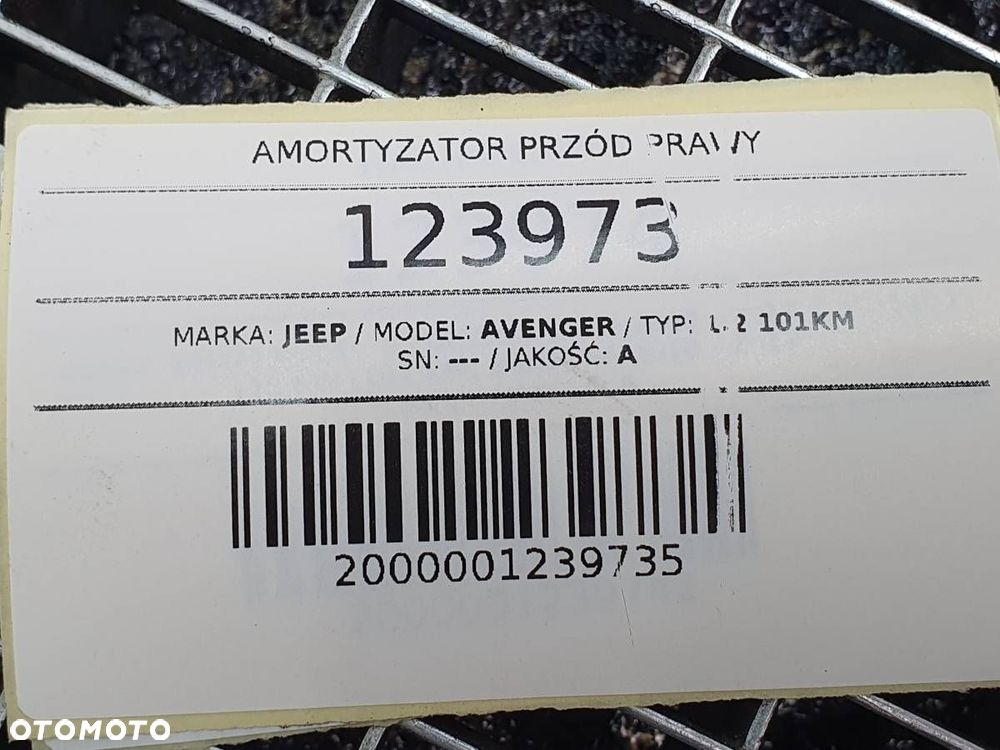 AMORTYZATOR PRZÓD PRAWY
123973
MARKA: JEEP / MODEL: AVENGER / TYP: 1.2 101KM
SN: --- / JAKOŚĆ: A
2000001239735
OTOMOTO